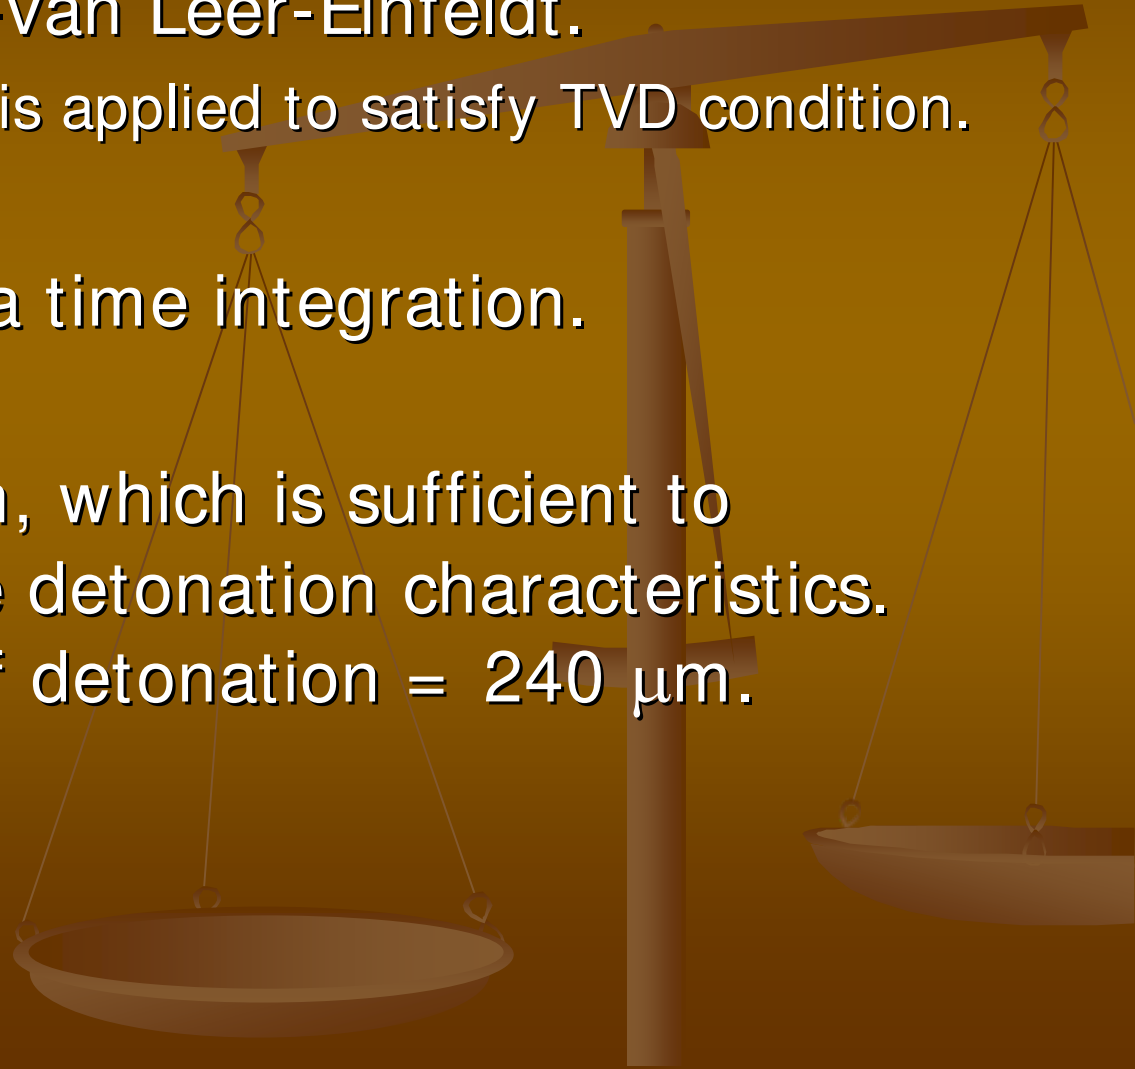 -Van Leer-Einfeldt.
is applied to satisfy TVD condition.
a time integration.
, which is sufficient to
detonation characteristics.
detonation = 240 μm.